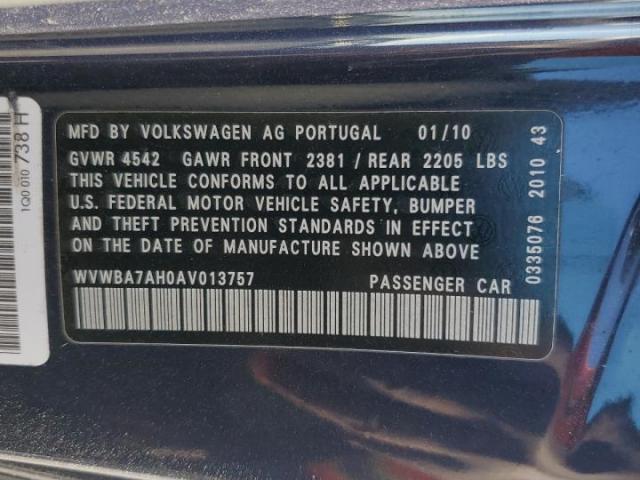 MFD BY VOLKSWAGEN AG PORTUGAL 01/10
GVWR 4542 GAWR FRONT 2381 / REAR 2205 LBS
THIS VEHICLE CONFORMS TO ALL APPLICABLE
U.S. FEDERAL MOTOR VEHICLE SAFETY, BUMPER
AND THEFT PREVENTION STANDARDS IN EFFECT
ON THE DATE OF MANUFACTURE SHOWN ABOVE
WVWBA7AH0AV013757 PASSENGER CAR
0335076 2010 43
1Q0 010 738 H